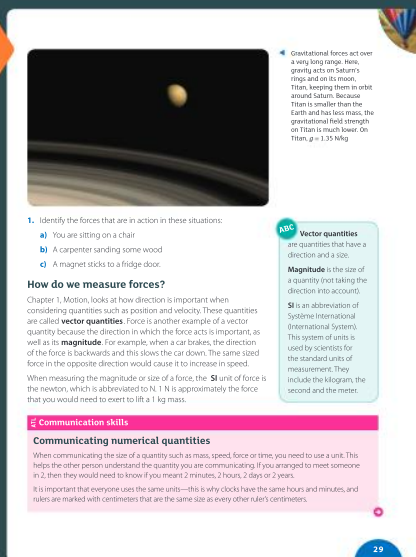 Gravitational forces act over
a very long range. Here,
gravity acts on Saturn's
rings and on its moon,
Titan, keeping them in orbit
around Saturn. Because
Titan is smaller than the
Earth and has less mass, the
gravitational field strength
on Titan is much lower. On
Titan, g = 1.35 N/kg
1. Identify the forces that are in action in these situations:
a) You are sitting on a chair
b) A carpenter sanding some wood
c) A magnet sticks to a fridge door.
How do we measure forces?
Chapter 1, Motion, looks at how direction is important when
considering quantities such as position and velocity. These quantities
are called vector quantities. Force is another example of a vector
quantity because the direction in which the force acts is important, as
well as its magnitude. For example, when a car brakes, the direction
of the force is backwards and this slows the car down. The same sized
force in the opposite direction would cause it to increase in speed.
When measuring the magnitude or size of a force, the SI unit of force is
the newton, which is abbreviated to N. 1 N is approximately the force
that you would need to exert to lift a 1 kg mass.
ABC
Vector quantities
are quantities that have a
direction and a size.
Magnitude is the size of
a quantity (not taking the
direction into account).
SI is an abbreviation of
Système International
(International System).
This system of units is
used by scientists for
the standard units of
measurement. They
include the kilogram, the
second and the meter.
Communication skills
Communicating numerical quantities
When communicating the size of a quantity such as mass, speed, force or time, you need to use a unit. This
helps the other person understand the quantity you are communicating. If you arranged to meet someone
in 2, then they would need to know if you meant 2 minutes, 2 hours, 2 days or 2 years.
It is important that everyone uses the same units—this is why clocks have the same hours and minutes, and
rulers are marked with centimeters that are the same size as every other ruler's centimeters.
29